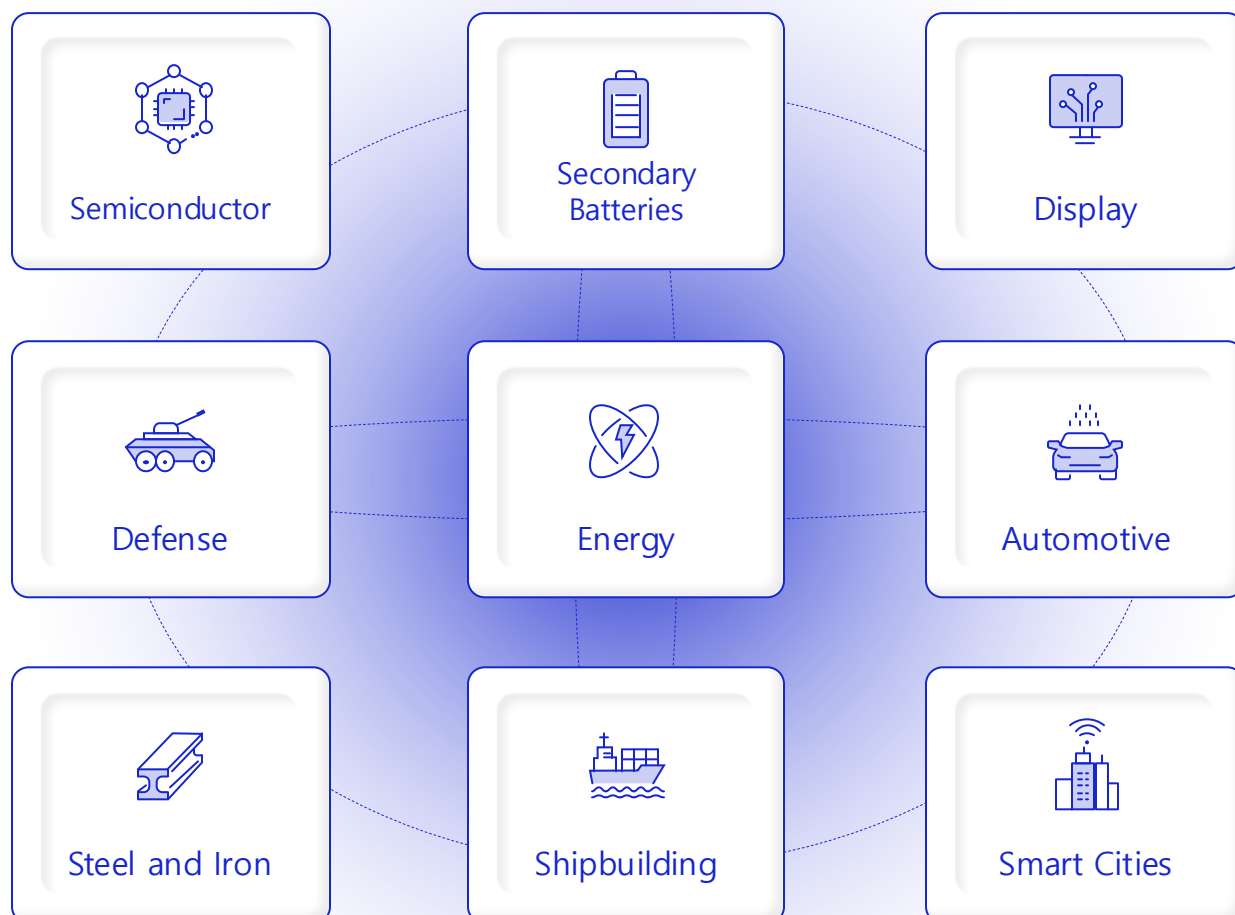 Semiconductor
Secondary
Batteries
Display
Defense
Energy
Automotive
Steel and Iron
Shipbuilding
Smart Cities